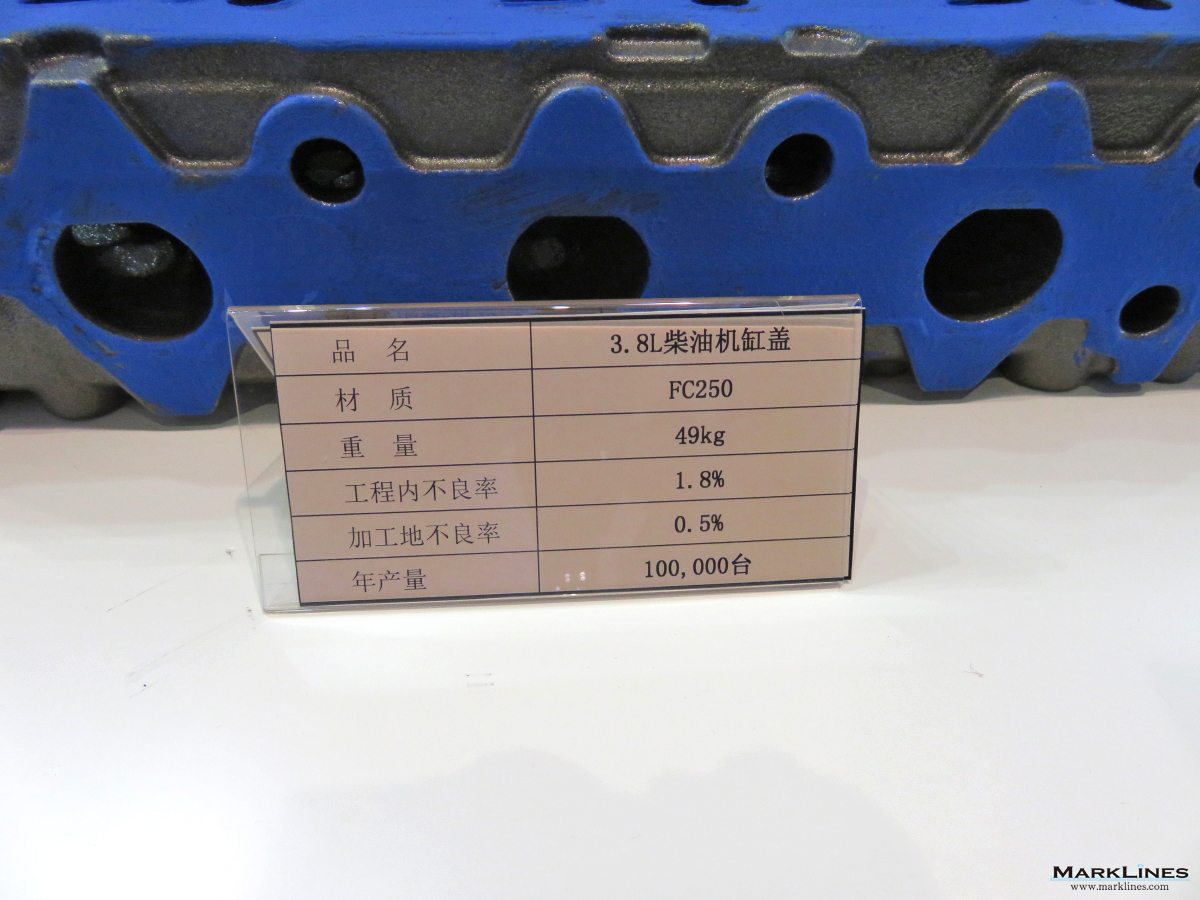 品 名 3.8L柴油机缸盖
材 质 FC250
重 量 49kg
工程内不良率 1.8%
加工地不良率 0.5%
年产量 100,000台
MARKLINES
www.marklines.com